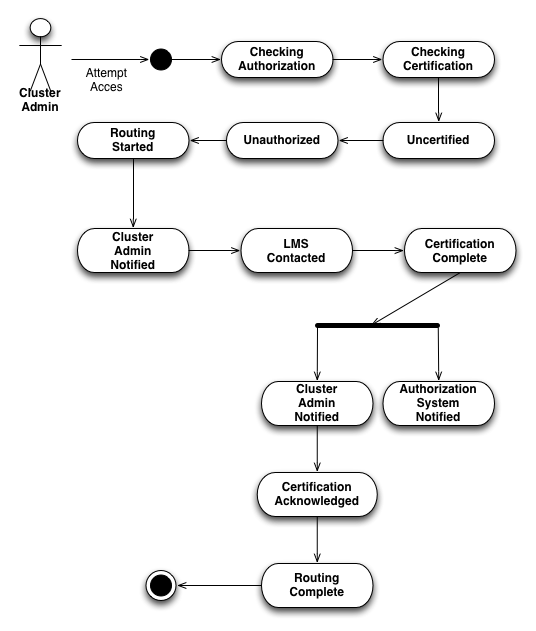 Cluster
Admin
Attempt
Acces
Checking
Authorization
Checking
Certification
Routing
Started
Unauthorized
Uncertified
Cluster
Admin
Notified
LMS
Contacted
Certification
Complete
Cluster
Admin
Notified
Authorization
System
Notified
Certification
Acknowledged
Routing
Complete